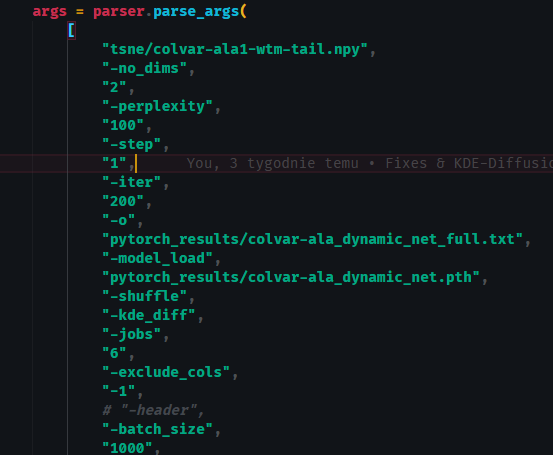 args = parser.parse_args(
[
"tsne/colvar-ala1-wtm-tail.npy",
"-no_dims",
"2",
"-perplexity",
"100",
"-step",
"1", You, 3 tygodnie temu • Fixes & KDE-Diffusio
"-iter",
"200",
"-o",
"pytorch_results/colvar-ala_dynamic_net_full.txt",
"-model_load",
"pytorch_results/colvar-ala_dynamic_net.pth",
"-shuffle",
"-kde_diff",
"-jobs",
"6",
"-exclude_cols",
"-1",
# "-header",
"-batch_size",
"1000",